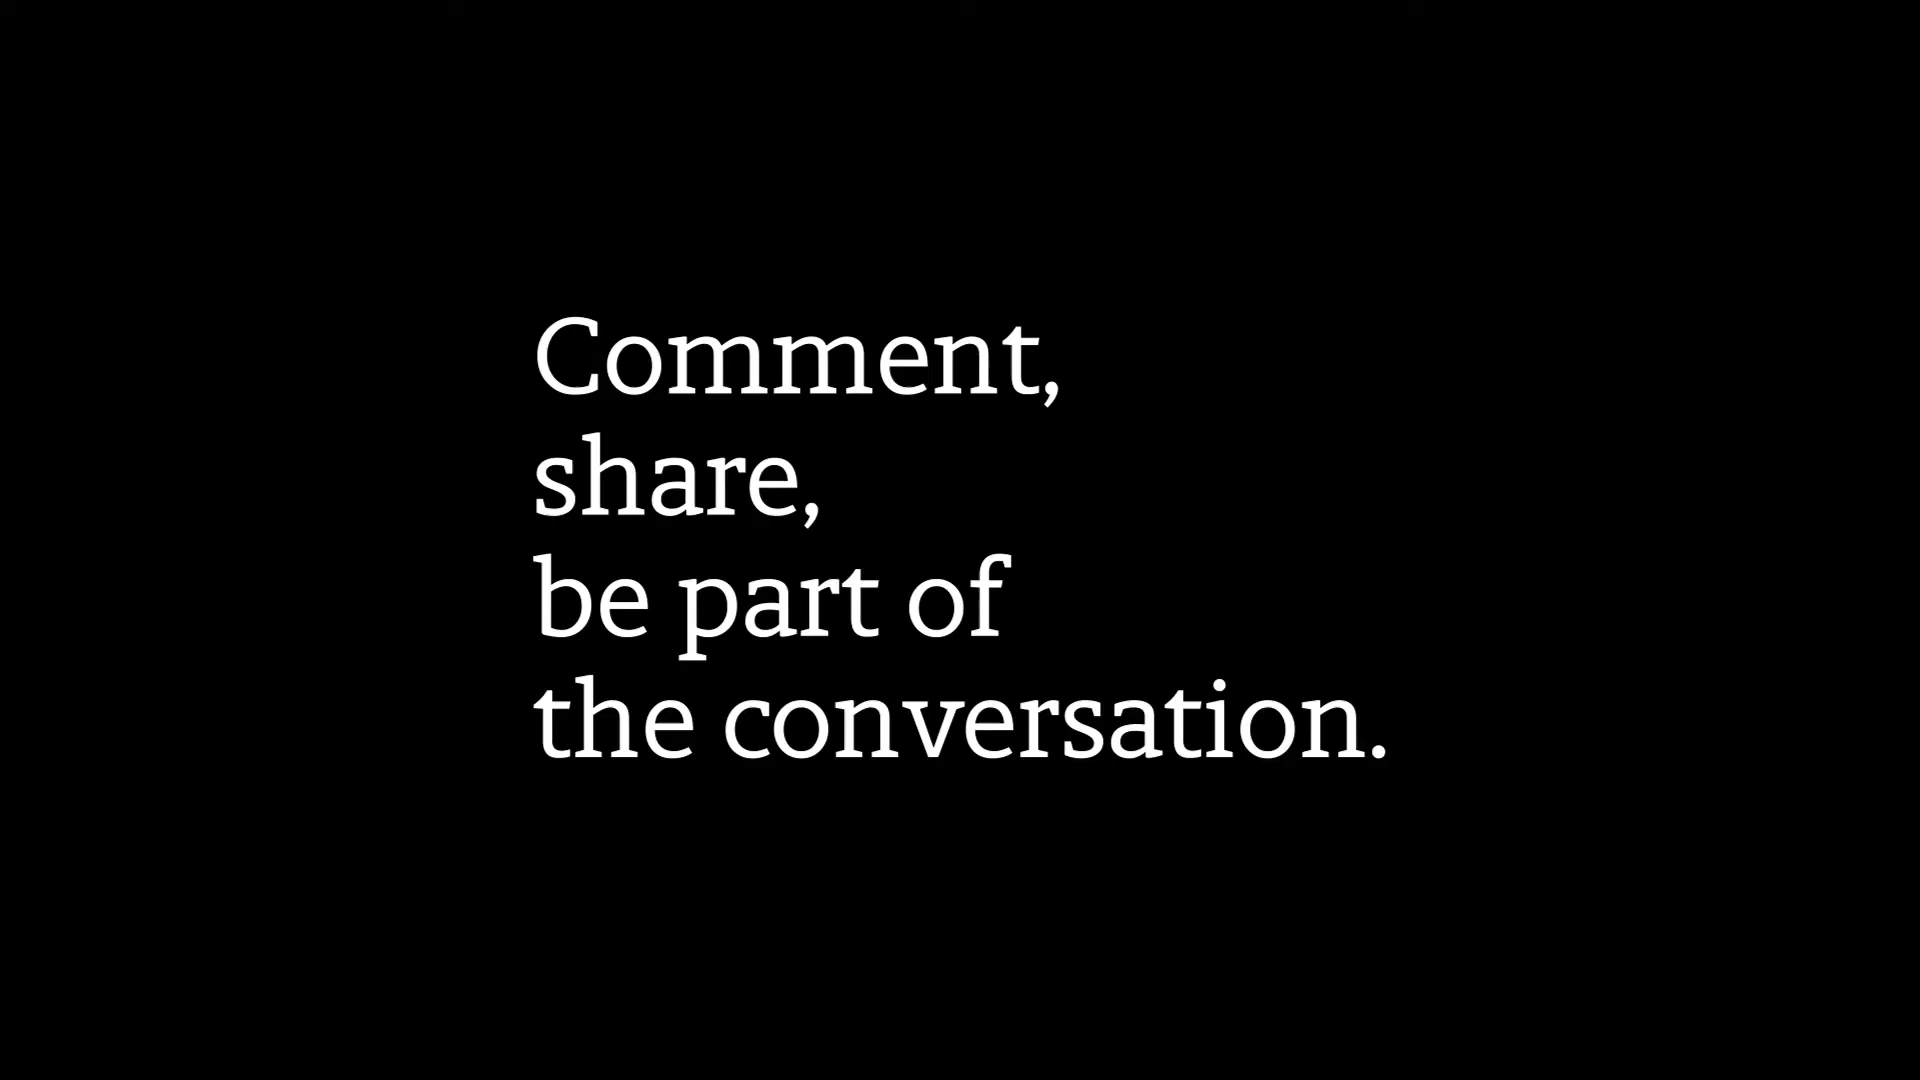 Comment,
share,
be part of
the conversation.